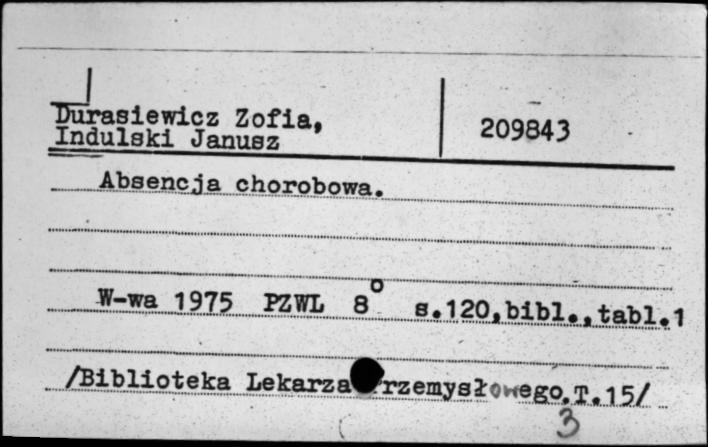 Durasiewicz Zofia,
Indulski Janusz
209843
Absencja chorobowa.
W-wa 1975 PZWL 8° s.120,bibl.,tabl.1
/Biblioteka Lekarza rzemysłowego.T.15/
3